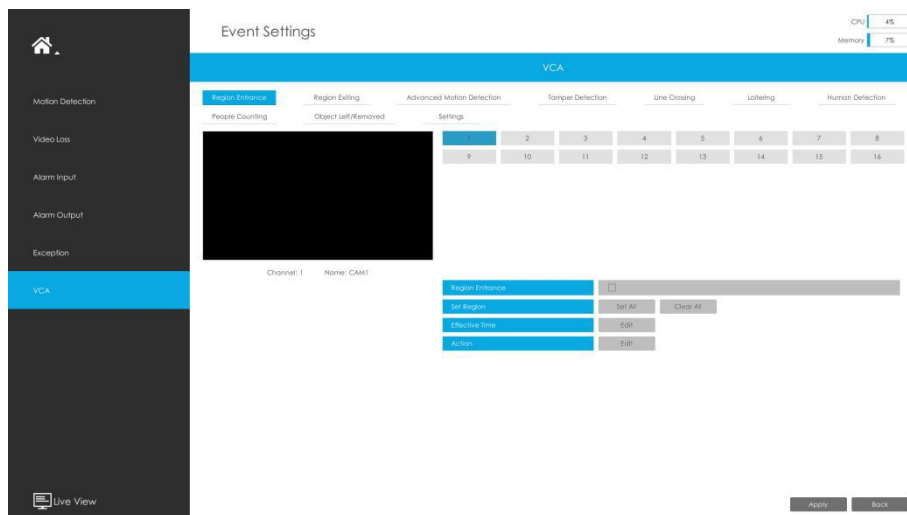 Event Settings
CPU 4%
Memory 7%
VCA
Motion Detection
Video Loss
Alarm Input
Alarm Output
Exception
VCA
Live View
Region Entrance Region Exiting Advanced Motion Detection Tamper Detection Line Crossing Loitering Human Detection
People Counting Object Left/Removed Settings
1 2 3 4 5 6 7 8
9 10 11 12 13 14 15 16
Channel: 1 Name: CAM1
Region Entrance
Set Region Set All Clear All
Effective Time Edit
Action Edit
Apply Back